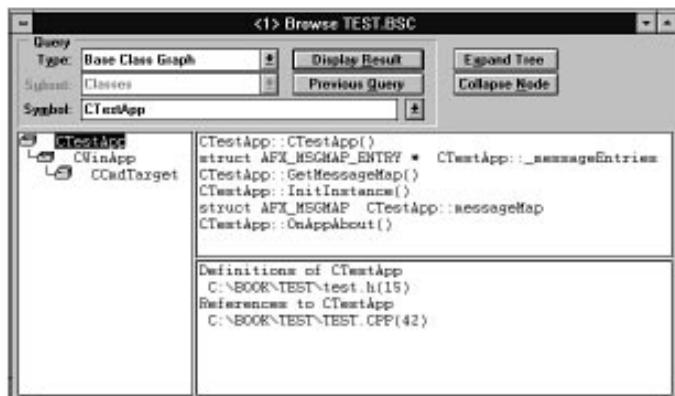 <1> Browse TEST.BSC
Query
Type: Base Class Graph
Display Result
Expand Tree
Subset: Classes
Previous Query
Collapse Node
Symbol: CTestApp
CTestApp
CWinApp
CCmdTarget
CTestApp::CTestApp()
struct AFX_MSGMAP_ENTRY * CTestApp::_messageEntries
CTestApp::GetMessageMap()
CTestApp::InitInstance()
struct AFX_MSGMAP CTestApp::messageMap
CTestApp::OnAppAbout()
Definitions of CTestApp
C:\BOOK\TEST\test.h(15)
References to CTestApp
C:\BOOK\TEST\TEST.CPP(42)